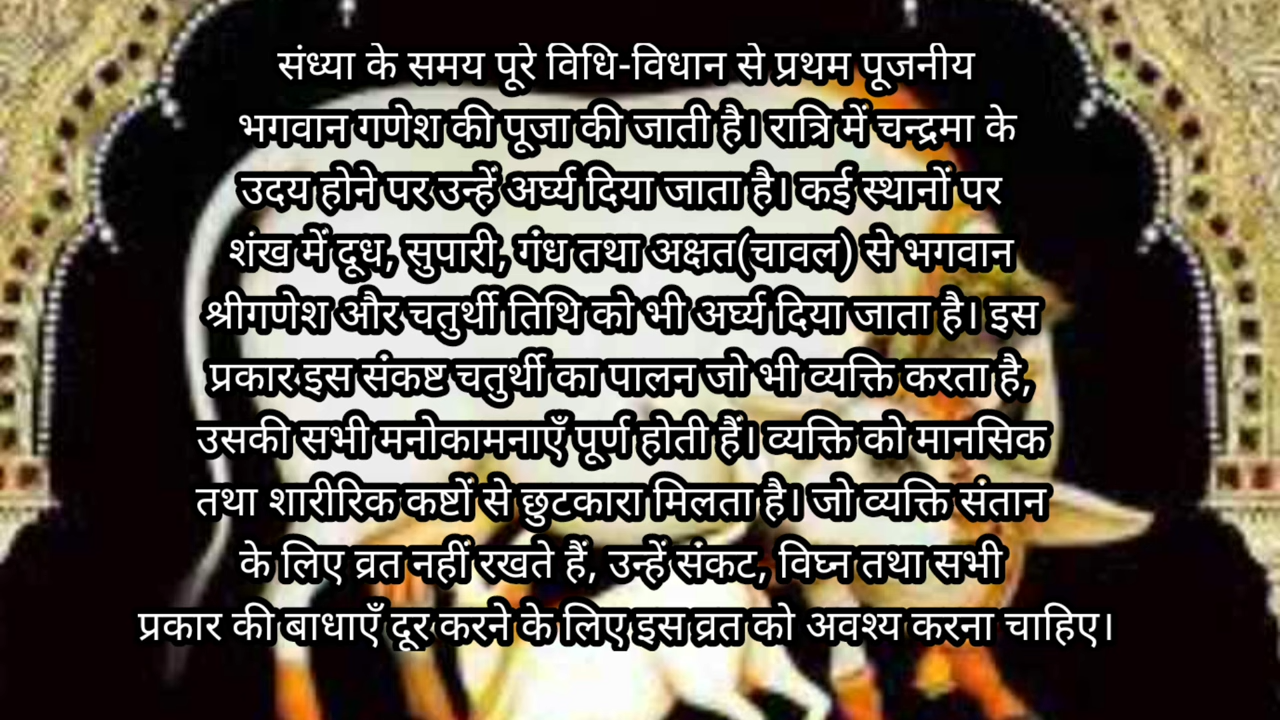 संध्या के समय पूरे विधि-विधान से प्रथम पूजनीय
भगवान गणेश की पूजा की जाती है। रात्रि में चन्द्रमा के
उदय होने पर उन्हें अर्घ्य दिया जाता है। कई स्थानों पर
शंख में दूध, सुपारी, गंध तथा अक्षत(चावल) से भगवान
श्रीगणेश और चतुर्थी तिथि को भी अर्घ्य दिया जाता है। इस
प्रकार इस संकष्ट चतुर्थी का पालन जो भी व्यक्ति करता है,
उसकी सभी मनोकामनाएँ पूर्ण होती हैं। व्यक्ति को मानसिक
तथा शारीरिक कष्टों से छुटकारा मिलता है। जो व्यक्ति संतान
के लिए व्रत नहीं रखते हैं, उन्हें संकट, विघ्न तथा सभी
प्रकार की बाधाएँ दूर करने के लिए इस व्रत को अवश्य करना चाहिए।